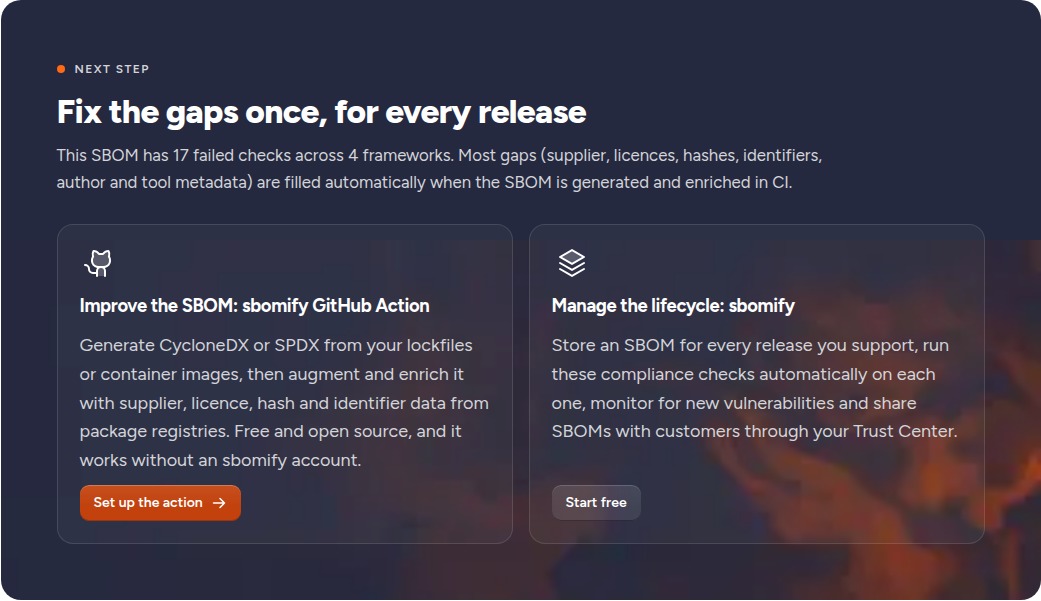 NEXT STEP
Fix the gaps once, for every release
This SBOM has 17 failed checks across 4 frameworks. Most gaps (supplier, licences, hashes, identifiers,
author and tool metadata) are filled automatically when the SBOM is generated and enriched in CI.
Improve the SBOM: sbomify GitHub Action
Generate CycloneDX or SPDX from your lockfiles
or container images, then augment and enrich it
with supplier, licence, hash and identifier data from
package registries. Free and open source, and it
works without an sbomify account.
Set up the action →
Manage the lifecycle: sbomify
Store an SBOM for every release you support, run
these compliance checks automatically on each
one, monitor for new vulnerabilities and share
SBOMs with customers through your Trust Center.
Start free